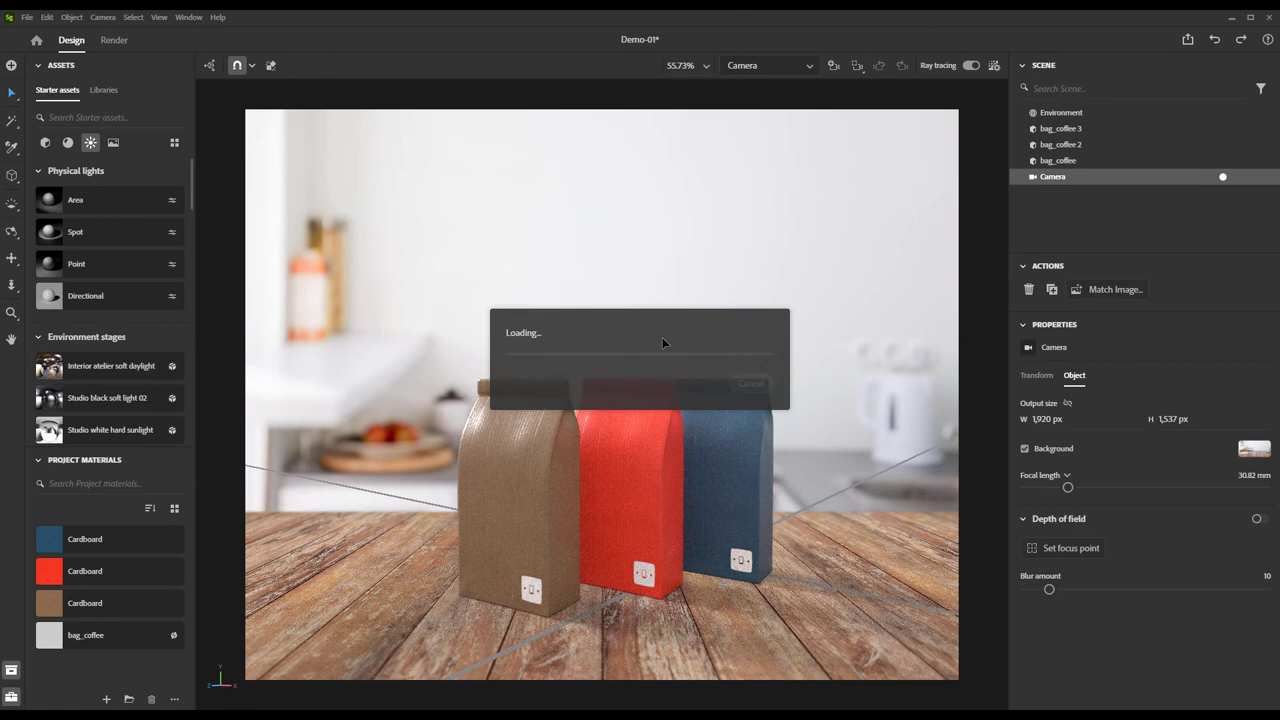 Sg File Edit Object Camera Select View Window Help
Design Render Demo-01*
ASSETS
Starter assets Libraries
Search Starter assets...
Physical lights
Area
Spot
Point
Directional
Environment stages
Interior atelier soft daylight
Studio black soft light 02
Studio white hard sunlight
PROJECT MATERIALS
Search Project materials...
Cardboard
Cardboard
Cardboard
bag_coffee
55.73% Camera Ray tracing
Loading...
Cancel
Y
Z X
SCENE
Search Scene...
Environment
bag_coffee 3
bag_coffee 2
bag_coffee
Camera
ACTIONS
Match Image...
PROPERTIES
Camera
Transform Object
Output size
W 1,920 px H 1,537 px
Background
Focal length 30.82 mm
Depth of field
Set focus point
Blur amount 10